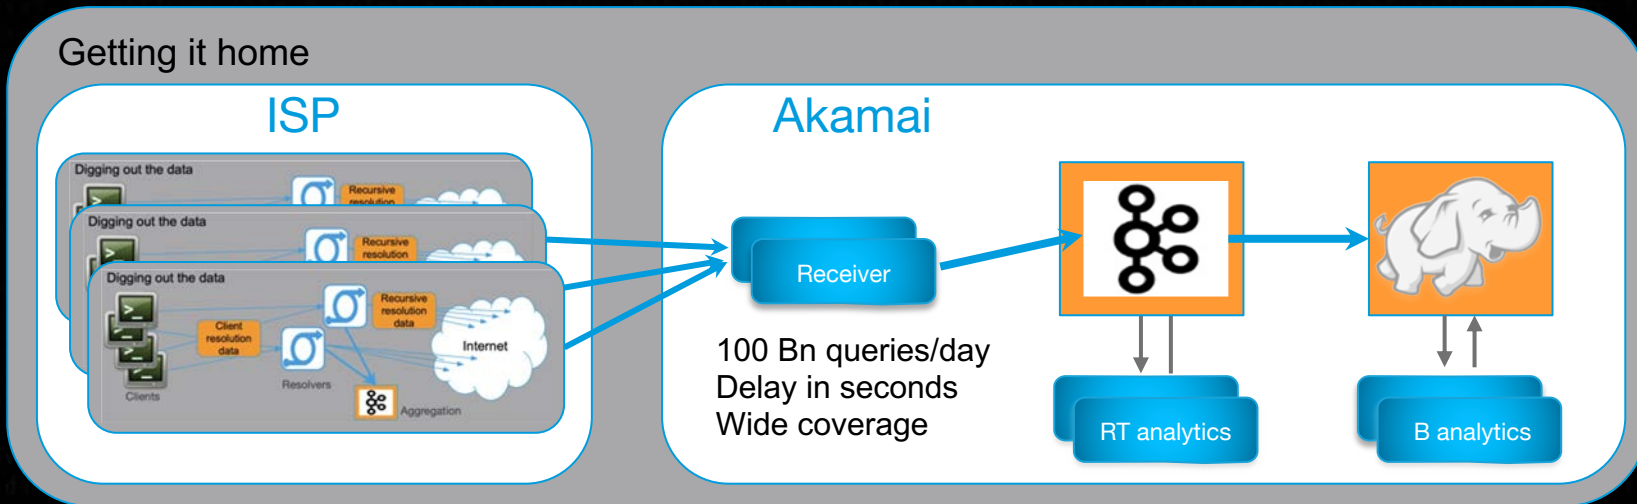 Getting it home
ISP
Akamai
Digging out the data
Recursive
resolution
Digging out the data
Recursive
resolution
Digging out the data
Recursive
resolution
data
Client
resolution
data
Internet
Resolvers
Clients
Aggregation
Receiver
100 Bn queries/day
Delay in seconds
Wide coverage
RT analytics
B analytics